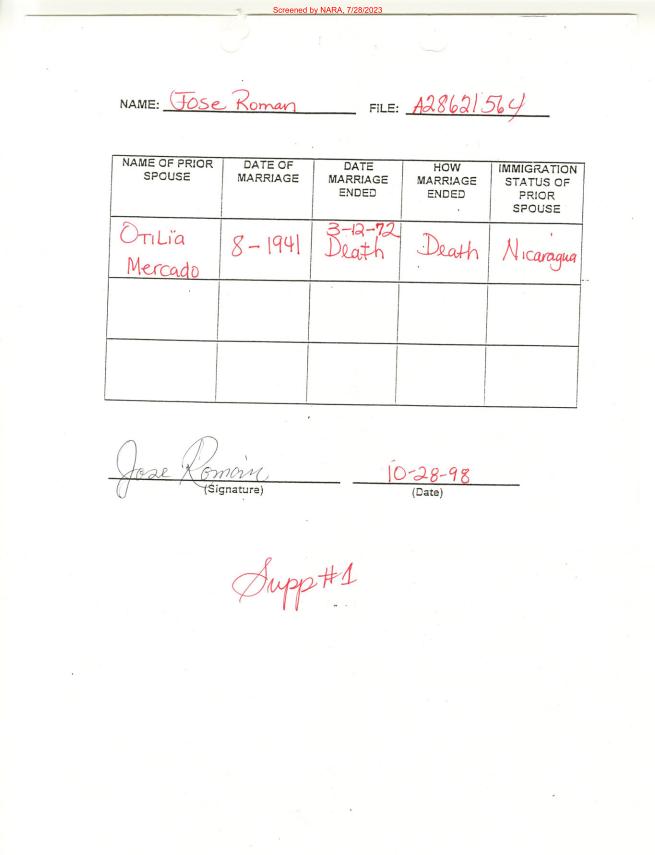 Screened by NARA, 7/28/2023
NAME: Jose Roman FILE: A28621564
NAME OF PRIOR SPOUSE
DATE OF MARRIAGE
DATE MARRIAGE ENDED
HOW MARRIAGE ENDED
IMMIGRATION STATUS OF PRIOR SPOUSE
Otilia Mercado
8-1941
3-12-72 Death
Death
Nicaragua
Jose Roman 10-28-98
(Signature) (Date)
Supp #1